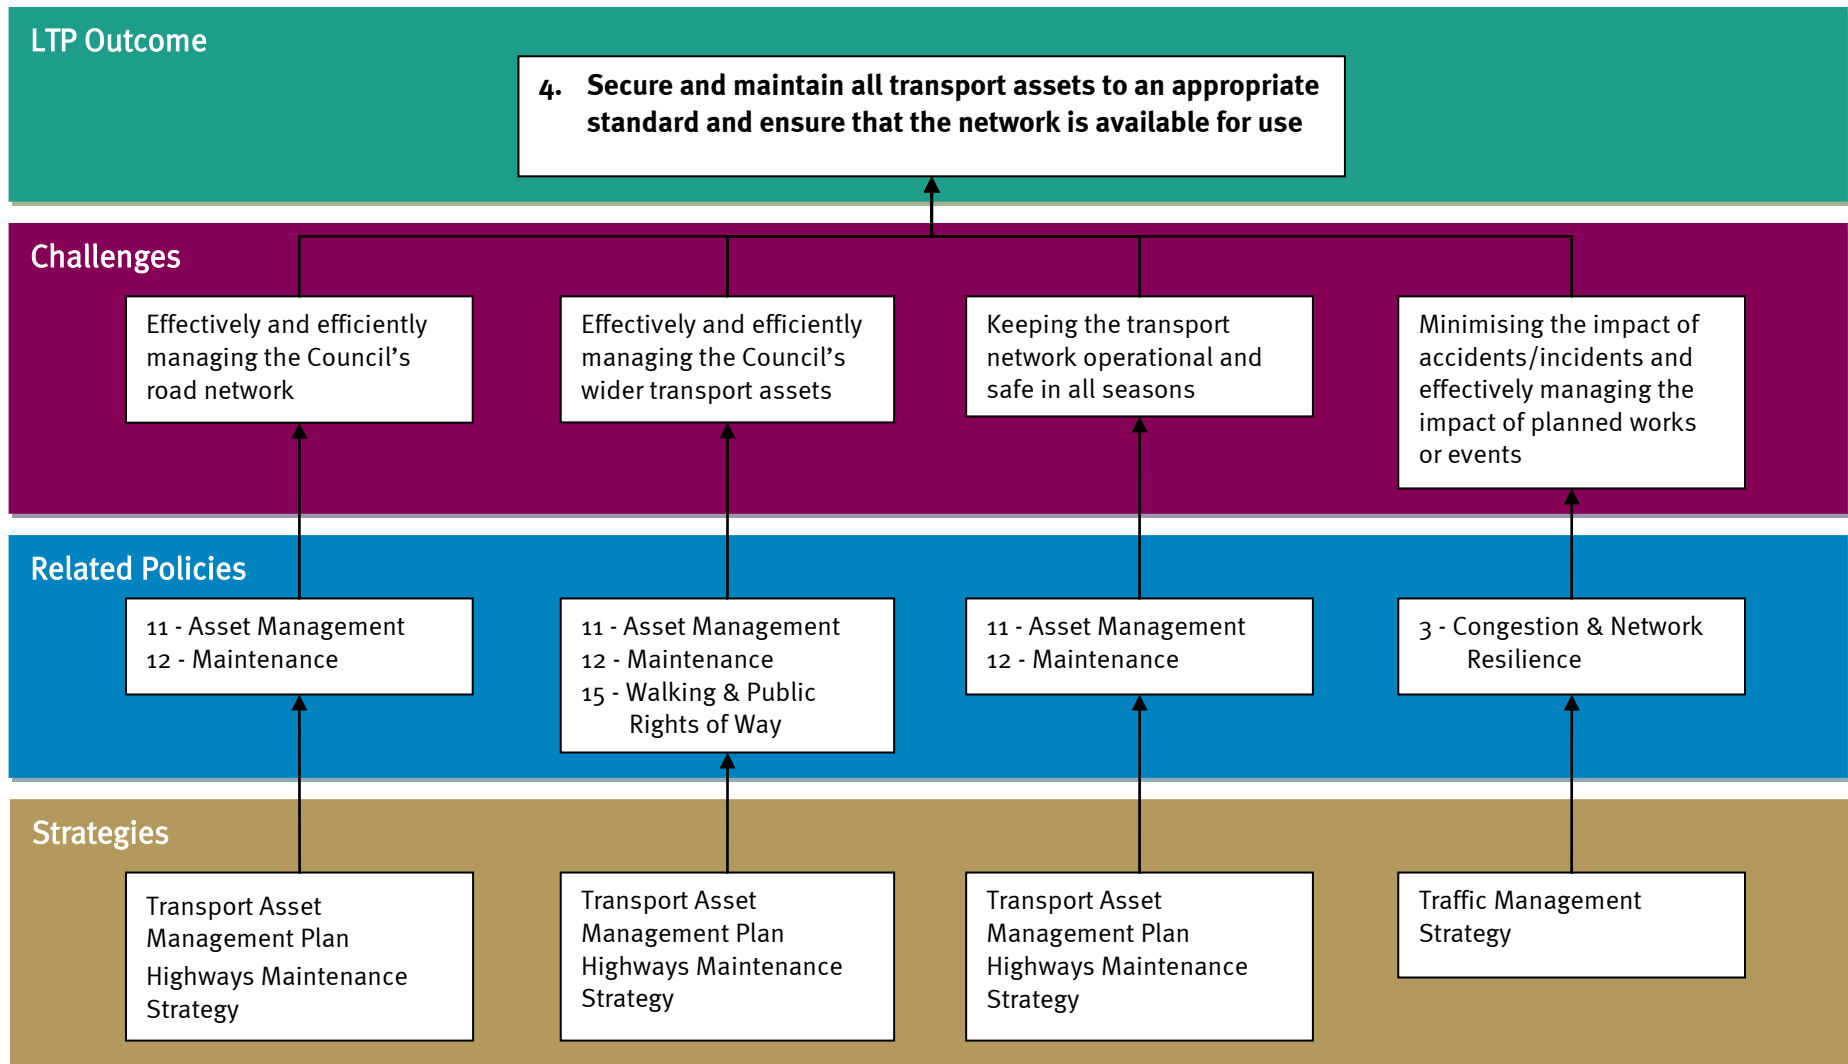 LTP Outcome
4. Secure and maintain all transport assets to an appropriate
standard and ensure that the network is available for use
Challenges
Effectively and efficiently
managing the Council’s
road network
Effectively and efficiently
managing the Council’s
wider transport assets
Keeping the transport
network operational and
safe in all seasons
Minimising the impact of
accidents/incidents and
effectively managing the
impact of planned works
or events
Related Policies
11 - Asset Management
12 - Maintenance
11 - Asset Management
12 - Maintenance
15 - Walking & Public
Rights of Way
11 - Asset Management
12 - Maintenance
3 - Congestion & Network
Resilience
Strategies
Transport Asset
Management Plan
Highways Maintenance
Strategy
Transport Asset
Management Plan
Highways Maintenance
Strategy
Transport Asset
Management Plan
Highways Maintenance
Strategy
Traffic Management
Strategy